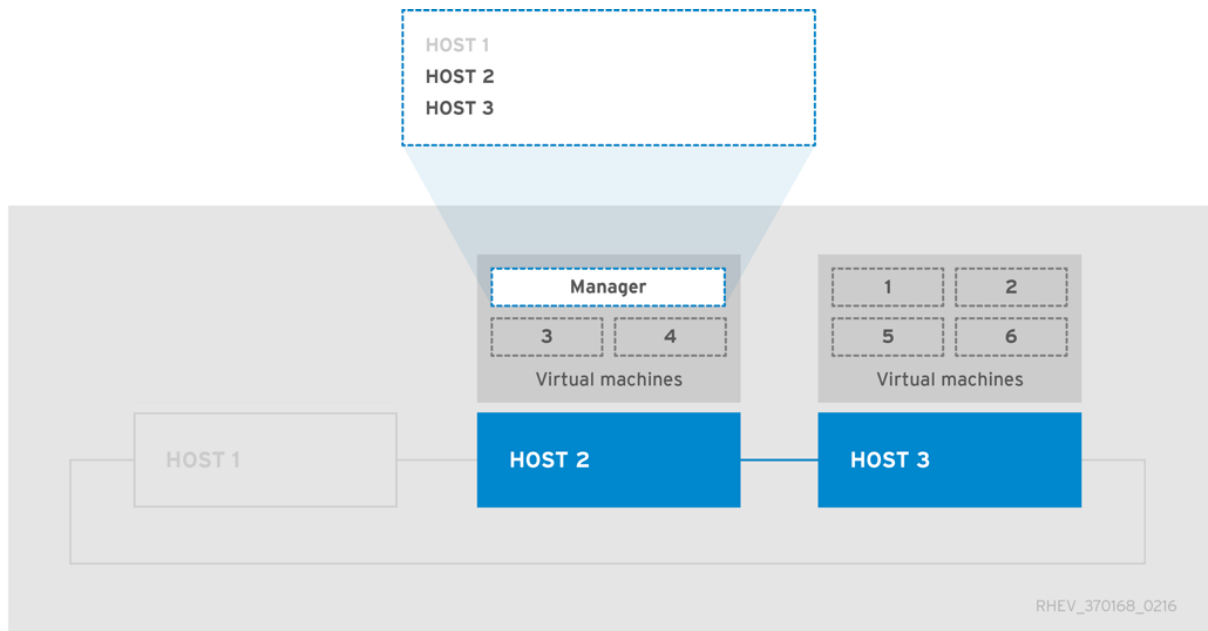 HOST 1
HOST 2
HOST 3
Manager
3 4
Virtual machines
1 2
5 6
Virtual machines
HOST 1
HOST 2
HOST 3
RHEV_370168_0216